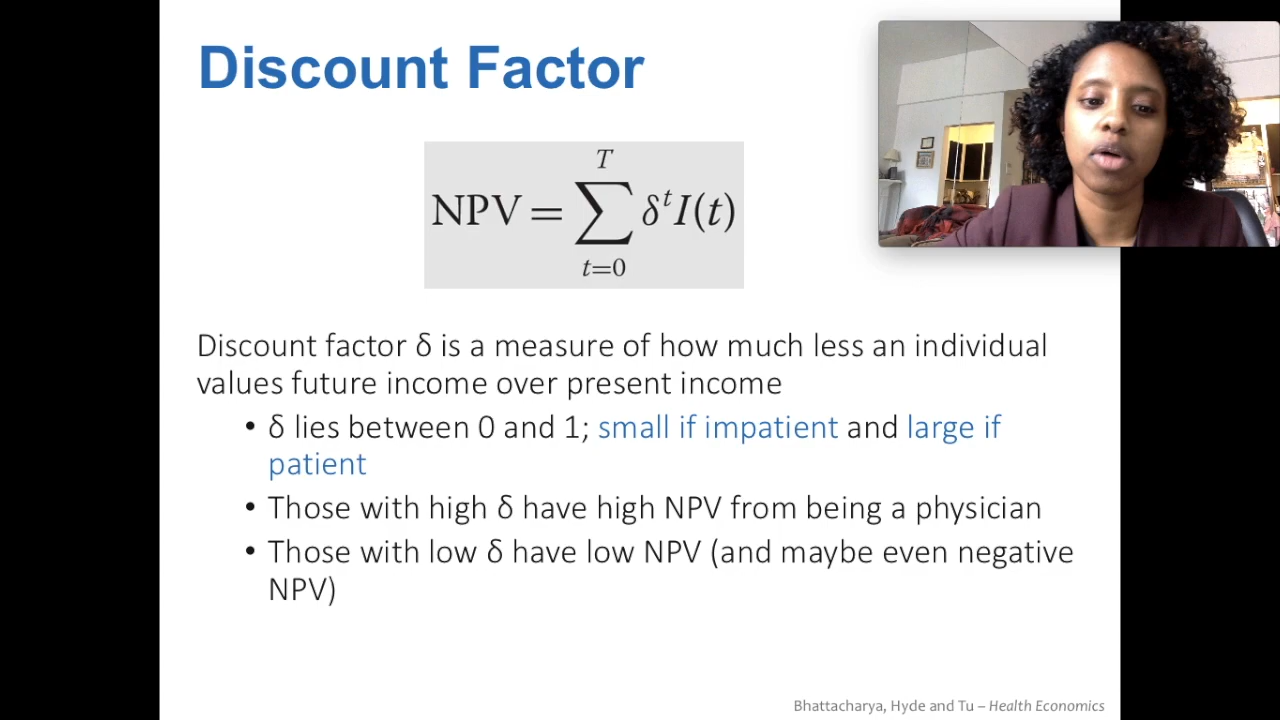 Discount Factor
T
NPV = ∑ δᵗI(t)
t=0
Discount factor δ is a measure of how much less an individual
values future income over present income
• δ lies between 0 and 1; small if impatient and large if
patient
• Those with high δ have high NPV from being a physician
• Those with low δ have low NPV (and maybe even negative
NPV)
Bhattacharya, Hyde and Tu – Health Economics